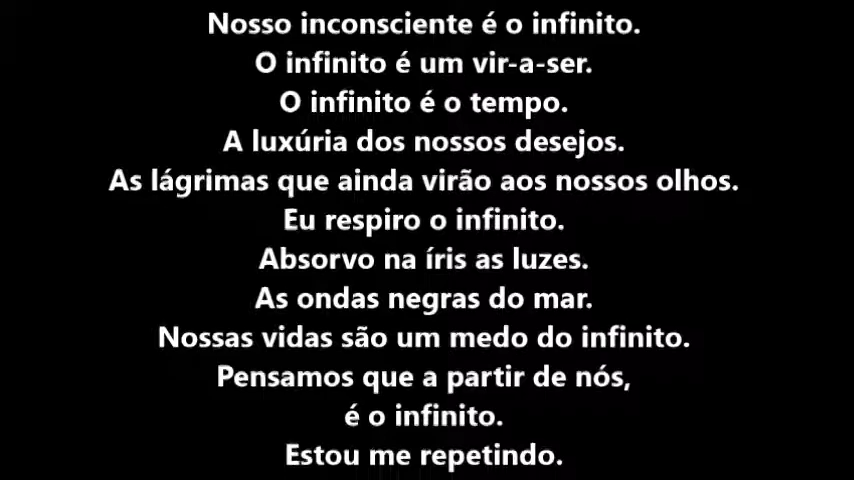 Nosso inconsciente é o infinito.
O infinito é um vir-a-ser.
O infinito é o tempo.
A luxúria dos nossos desejos.
As lágrimas que ainda virão aos nossos olhos.
Eu respiro o infinito.
Absorvo na íris as luzes.
As ondas negras do mar.
Nossas vidas são um medo do infinito.
Pensamos que a partir de nós,
é o infinito.
Estou me repetindo.